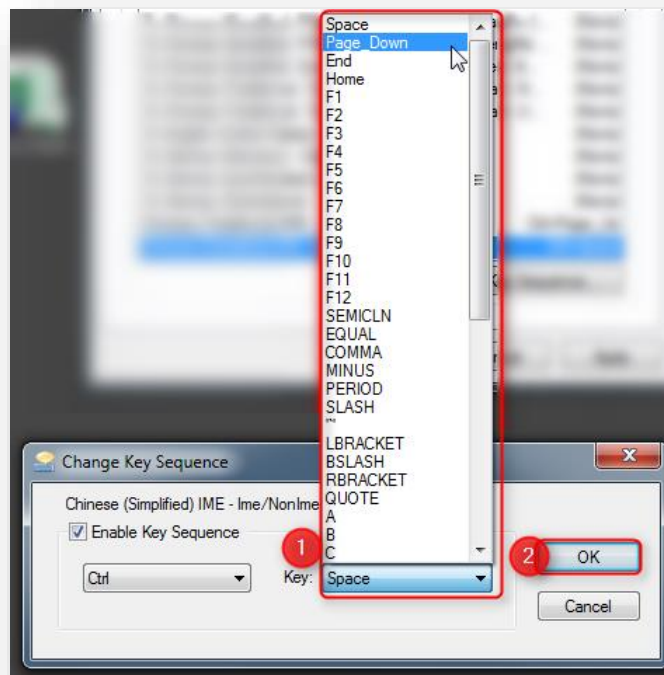 Space
Page_Down
End
Home
F1
F2
F3
F4
F5
F6
F7
F8
F9
F10
F11
F12
SEMICLN
EQUAL
COMMA
MINUS
PERIOD
SLASH
LBRACKET
BSLASH
RBRACKET
QUOTE
A
B
C
Change Key Sequence
Chinese (Simplified) IME - Ime/NonIme
Enable Key Sequence
1
2
OK
Ctrl
Key:
Space
Cancel